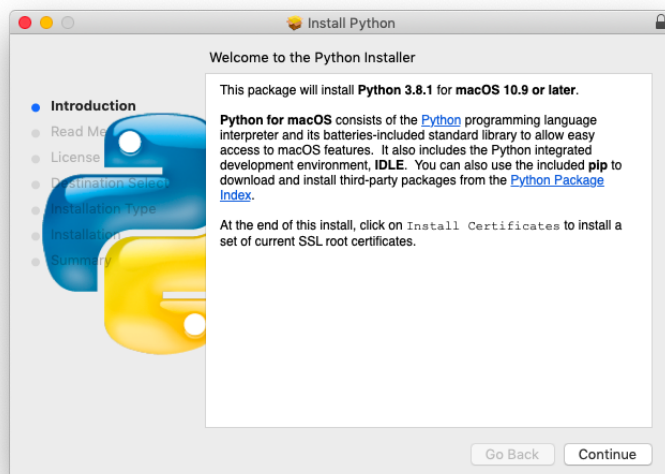 Install Python
Welcome to the Python Installer
Introduction
Read Me
License
Destination Select
Installation Type
Installation
Summary
This package will install Python 3.8.1 for macOS 10.9 or later.
Python for macOS consists of the Python programming language
interpreter and its batteries-included standard library to allow easy
access to macOS features. It also includes the Python integrated
development environment, IDLE. You can also use the included pip to
download and install third-party packages from the Python Package
Index.
At the end of this install, click on Install Certificates to install a
set of current SSL root certificates.
Go Back
Continue